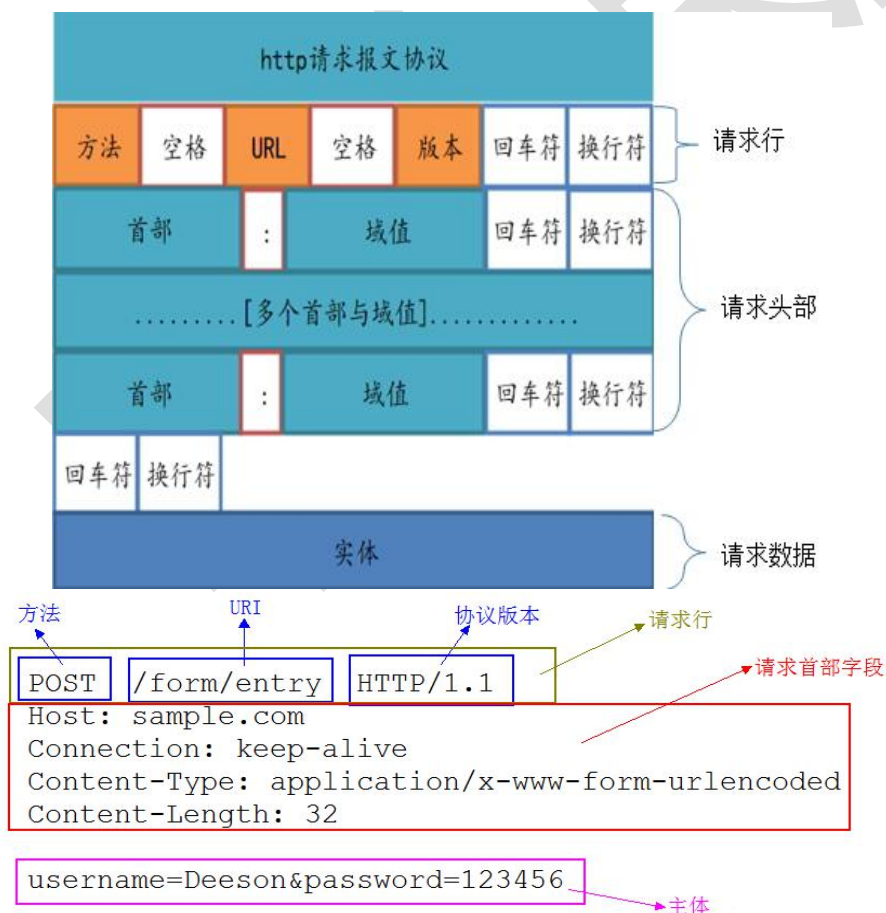 http请求报文协议
方法 空格 URL 空格 版本 回车符 换行符 请求行
首部 : 域值 回车符 换行符
.........[多个首部与域值]............. 请求头部
首部 : 域值 回车符 换行符
回车符 换行符
实体 请求数据
方法 URI 协议版本 请求行
POST /form/entry HTTP/1.1
请求首部字段
Host: sample.com
Connection: keep-alive
Content-Type: application/x-www-form-urlencoded
Content-Length: 32
username=Deeson&password=123456
主体